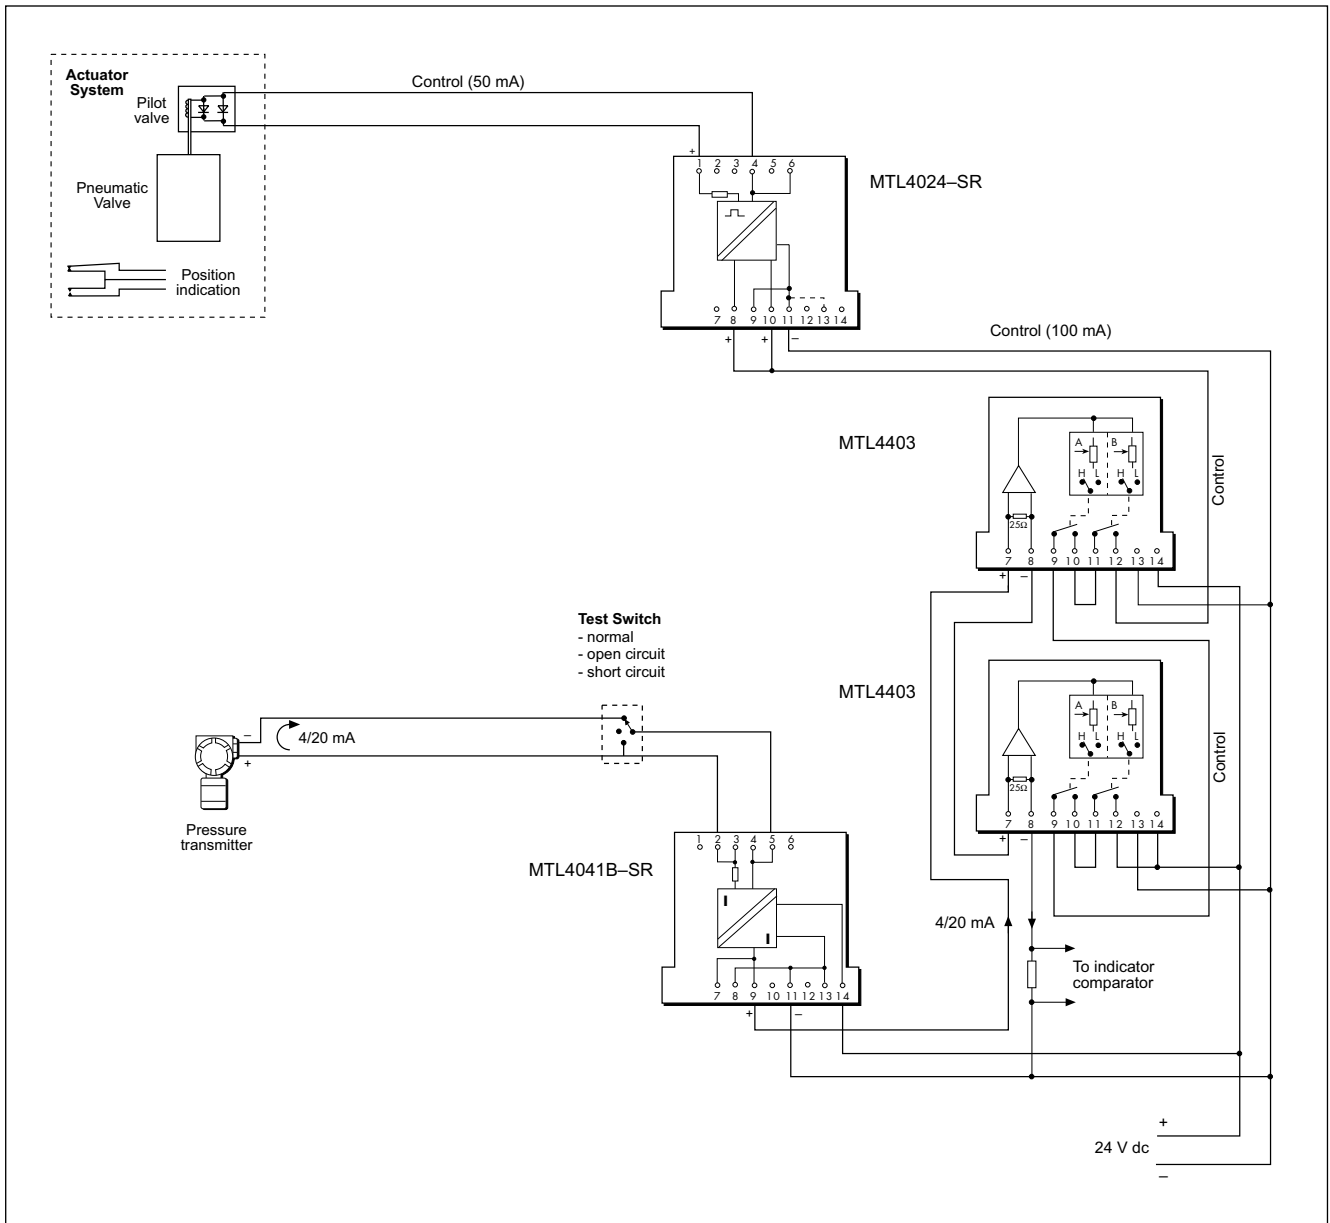 Actuator
System
Pilot
valve
Pneumatic
Valve
Position
indication
Control (50 mA)
+
1 2 3 4 5 6
MTL4024–SR
7 8 9 10 11 12 13 14
+ + –
Control (100 mA)
MTL4403
A B
H L H L
25Ω
7 8 9 10 11 12 13 14
+ –
Control
Test Switch
- normal
- open circuit
- short circuit
MTL4403
A B
H L H L
25Ω
7 8 9 10 11 12 13 14
+ –
Control
–
4/20 mA
+
Pressure
transmitter
1 2 3 4 5 6
MTL4041B–SR
I
I
7 8 9 10 11 12 13 14
+ –
4/20 mA
To indicator
comparator
+
24 V dc
–